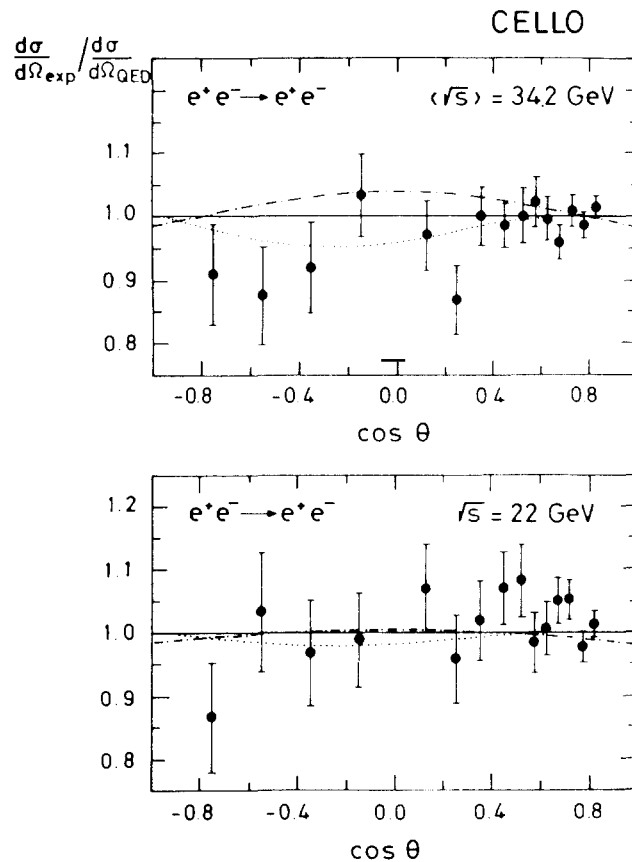 CELLO
dσ/dΩexp / dσ/dΩQED
e⁺e⁻→e⁺e⁻ ⟨√s⟩ = 34.2 GeV
1.1
1.0
0.9
0.8
-0.8 -0.4 0.0 0.4 0.8
cos θ
e⁺e⁻→e⁺e⁻ √s = 22 GeV
1.2
1.1
1.0
0.9
0.8
-0.8 -0.4 0.0 0.4 0.8
cos θ